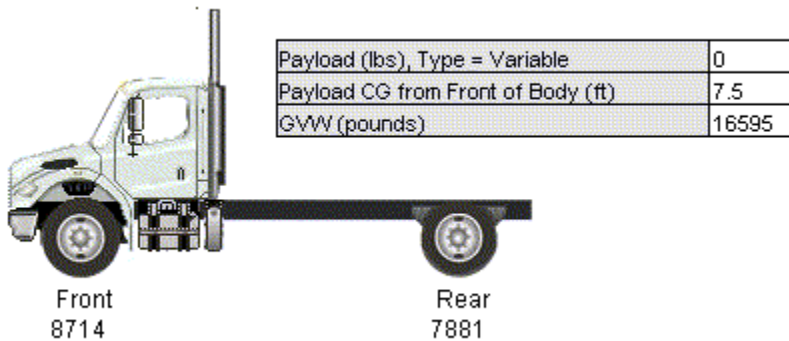 Payload (lbs), Type = Variable 0
Payload CG from Front of Body (ft) 7.5
GVW (pounds) 16595
Front Rear
8714 7881